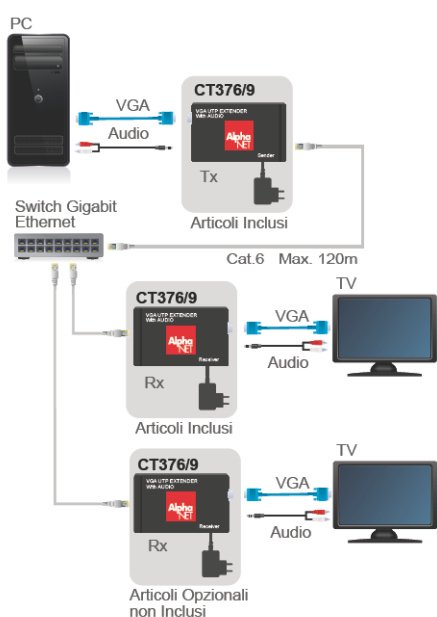 PC
CT376/9
VGA UTP EXTENDER
With AUDIO
VGA
Audio
Alpha
NET
Sender
Tx
Articoli Inclusi
Switch Gigabit
Ethernet
Cat.6 Max. 120m
CT376/9
VGA UTP EXTENDER
With AUDIO
Alpha
NET
Receiver
Rx
Articoli Inclusi
VGA
Audio
TV
CT376/9
VGA UTP EXTENDER
With AUDIO
Alpha
NET
Receiver
Rx
Articoli Opzionali
non Inclusi
VGA
Audio
TV